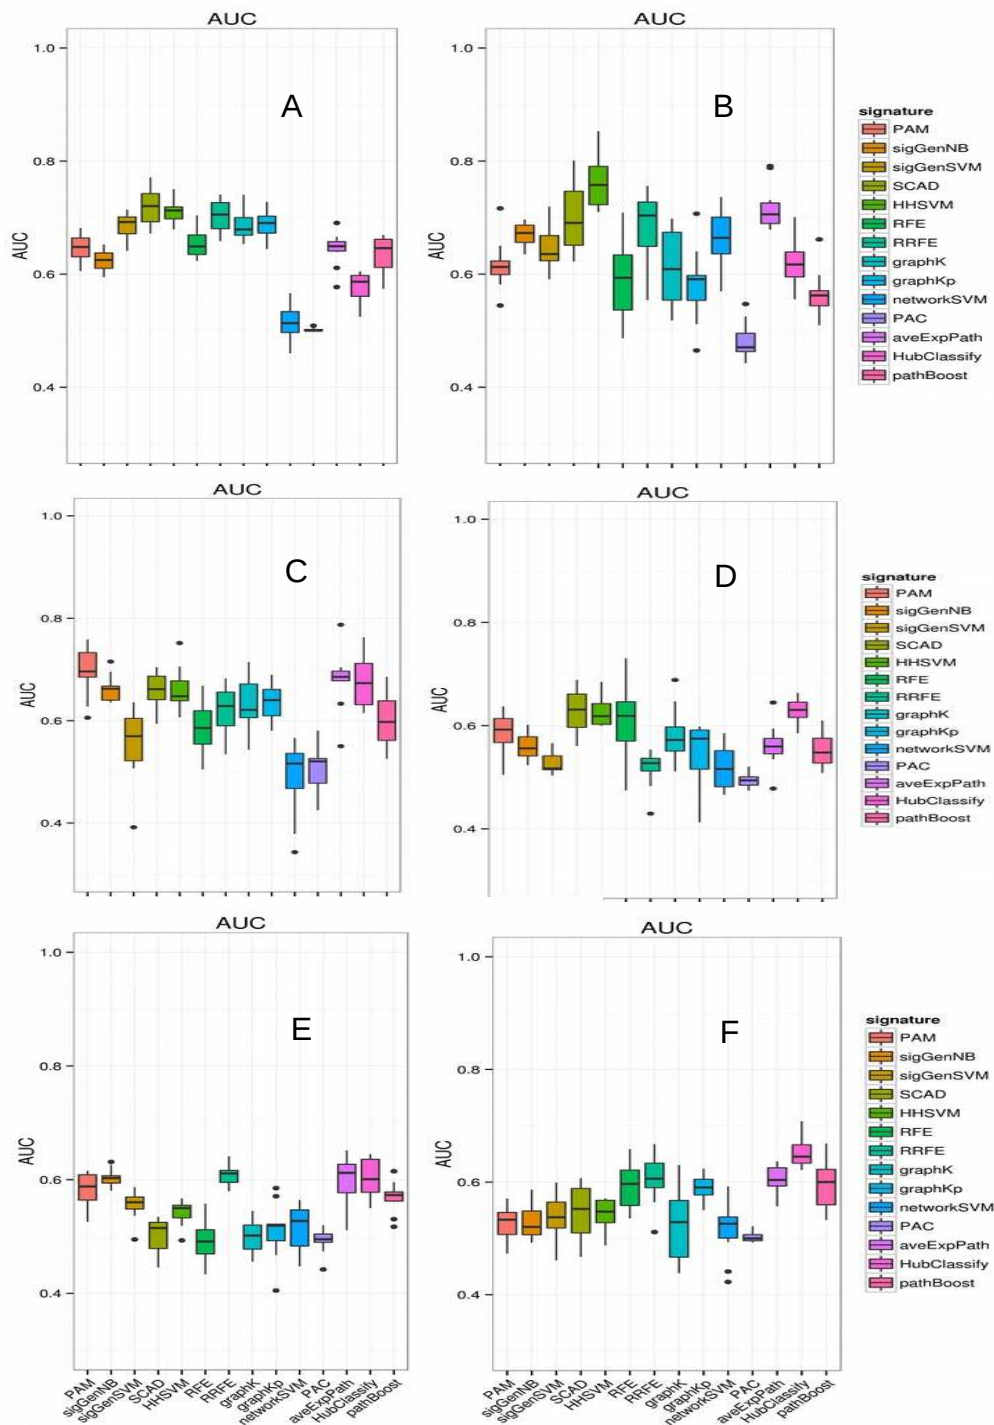 AUC
AUC
A
B
AUC
1.0
0.8
0.6
0.4
AUC
1.0
0.8
0.6
0.4
signature
PAM
sigGenNB
sigGenSVM
SCAD
HHSVM
RFE
RRFE
graphK
graphKp
networkSVM
PAC
aveExpPath
HubClassify
pathBoost
AUC
AUC
C
D
AUC
1.0
0.8
0.6
0.4
AUC
1.0
0.8
0.6
0.4
signature
PAM
sigGenNB
sigGenSVM
SCAD
HHSVM
RFE
RRFE
graphK
graphKp
networkSVM
PAC
aveExpPath
HubClassify
pathBoost
AUC
AUC
E
F
AUC
1.0
0.8
0.6
0.4
AUC
1.0
0.8
0.6
0.4
signature
PAM
sigGenNB
sigGenSVM
SCAD
HHSVM
RFE
RRFE
graphK
graphKp
networkSVM
PAC
aveExpPath
HubClassify
pathBoost
PAM
sigGenNB
sigGenSVM
SCAD
HHSVM
RFE
RRFE
graphK
graphKp
networkSVM
PAC
aveExpPath
HubClassify
pathBoost
PAM
sigGenNB
sigGenSVM
SCAD
HHSVM
RFE
RRFE
graphK
graphKp
networkSVM
PAC
aveExpPath
HubClassify
pathBoost